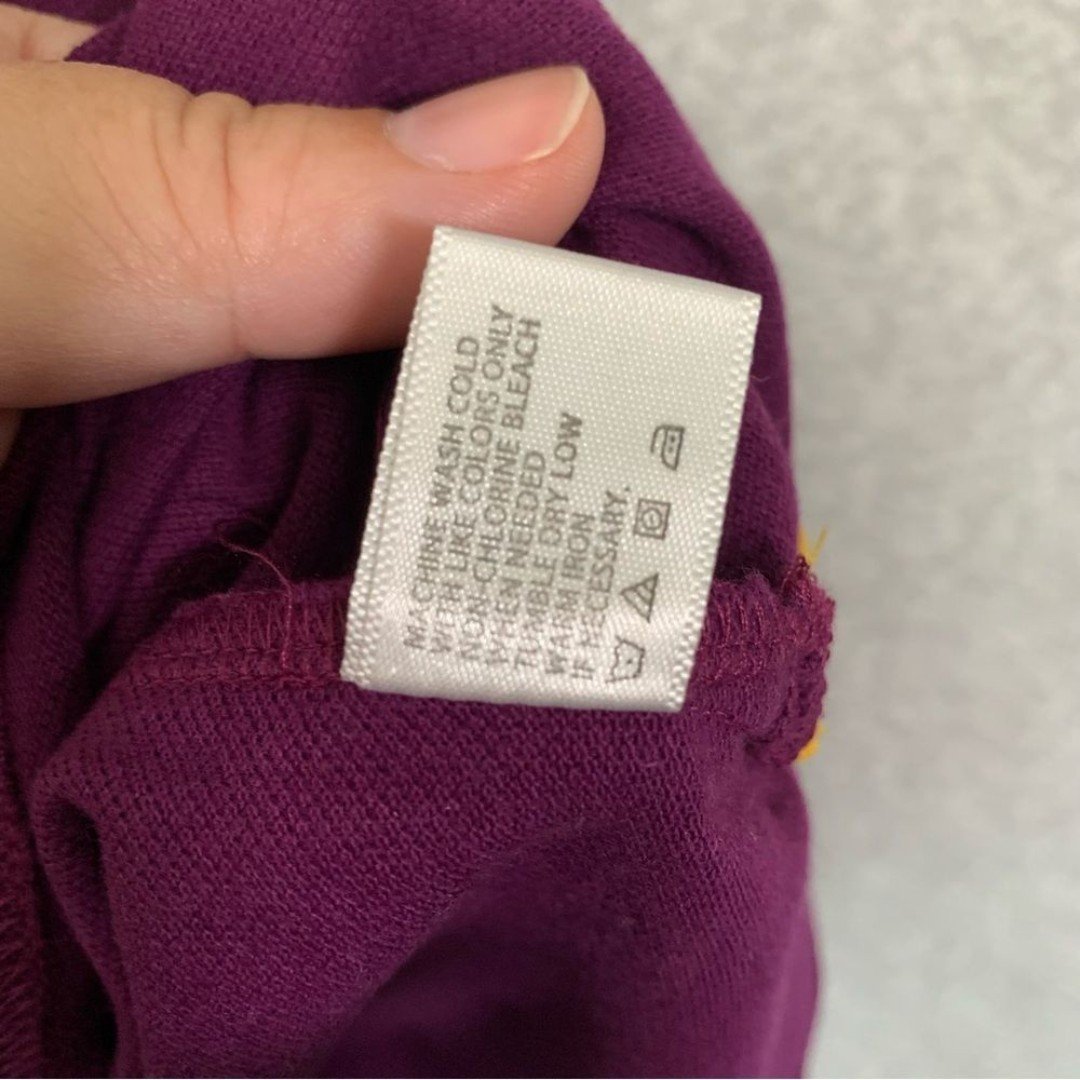 MACHINE WASH COLD
WITH LIKE COLORS ONLY
NON-CHLORINE BLEACH
WHEN NEEDED
TUMBLE DRY LOW
WARM IRON
IF NECESSARY.